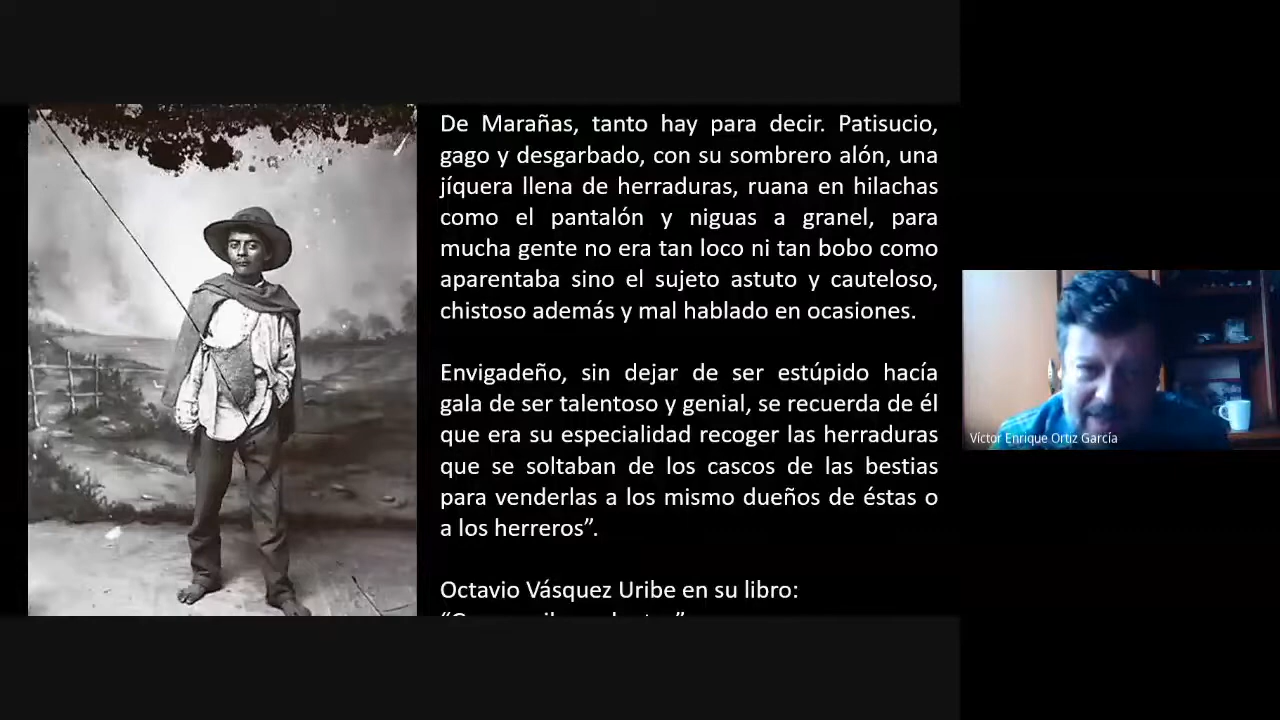 De Marañas, tanto hay para decir. Patisucio,
gago y desgarbado, con su sombrero alón, una
jíquera llena de herraduras, ruana en hilachas
como el pantalón y niguas a granel, para
mucha gente no era tan loco ni tan bobo como
aparentaba sino el sujeto astuto y cauteloso,
chistoso además y mal hablado en ocasiones.
Envigadeño, sin dejar de ser estúpido hacía
gala de ser talentoso y genial, se recuerda de él
que era su especialidad recoger las herraduras
que se soltaban de los cascos de las bestias
para venderlas a los mismo dueños de éstas o
a los herreros”.
Octavio Vásquez Uribe en su libro:
Víctor Enrique Ortiz García